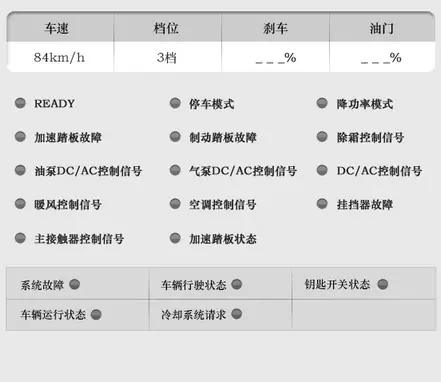 车速 档位 刹车 油门
84km/h 3档 _ _ _% _ _ _%
READY 停车模式 降功率模式
加速踏板故障 制动踏板故障 除霜控制信号
油泵DC/AC控制信号 气泵DC/AC控制信号 DC/AC控制信号
暖风控制信号 空调控制信号 挂挡器故障
主接触器控制信号 加速踏板状态
系统故障 车辆行驶状态 钥匙开关状态
车辆运行状态 冷却系统请求